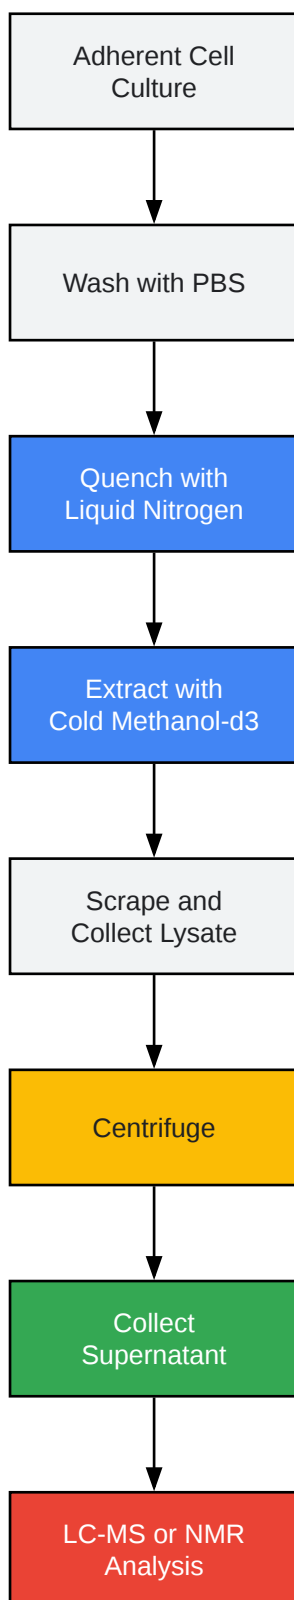 Adherent Cell
Culture
Wash with PBS
Quench with
Liquid Nitrogen
Extract with
Cold Methanol-d3
Scrape and
Collect Lysate
Centrifuge
Collect
Supernatant
LC-MS or NMR
Analysis